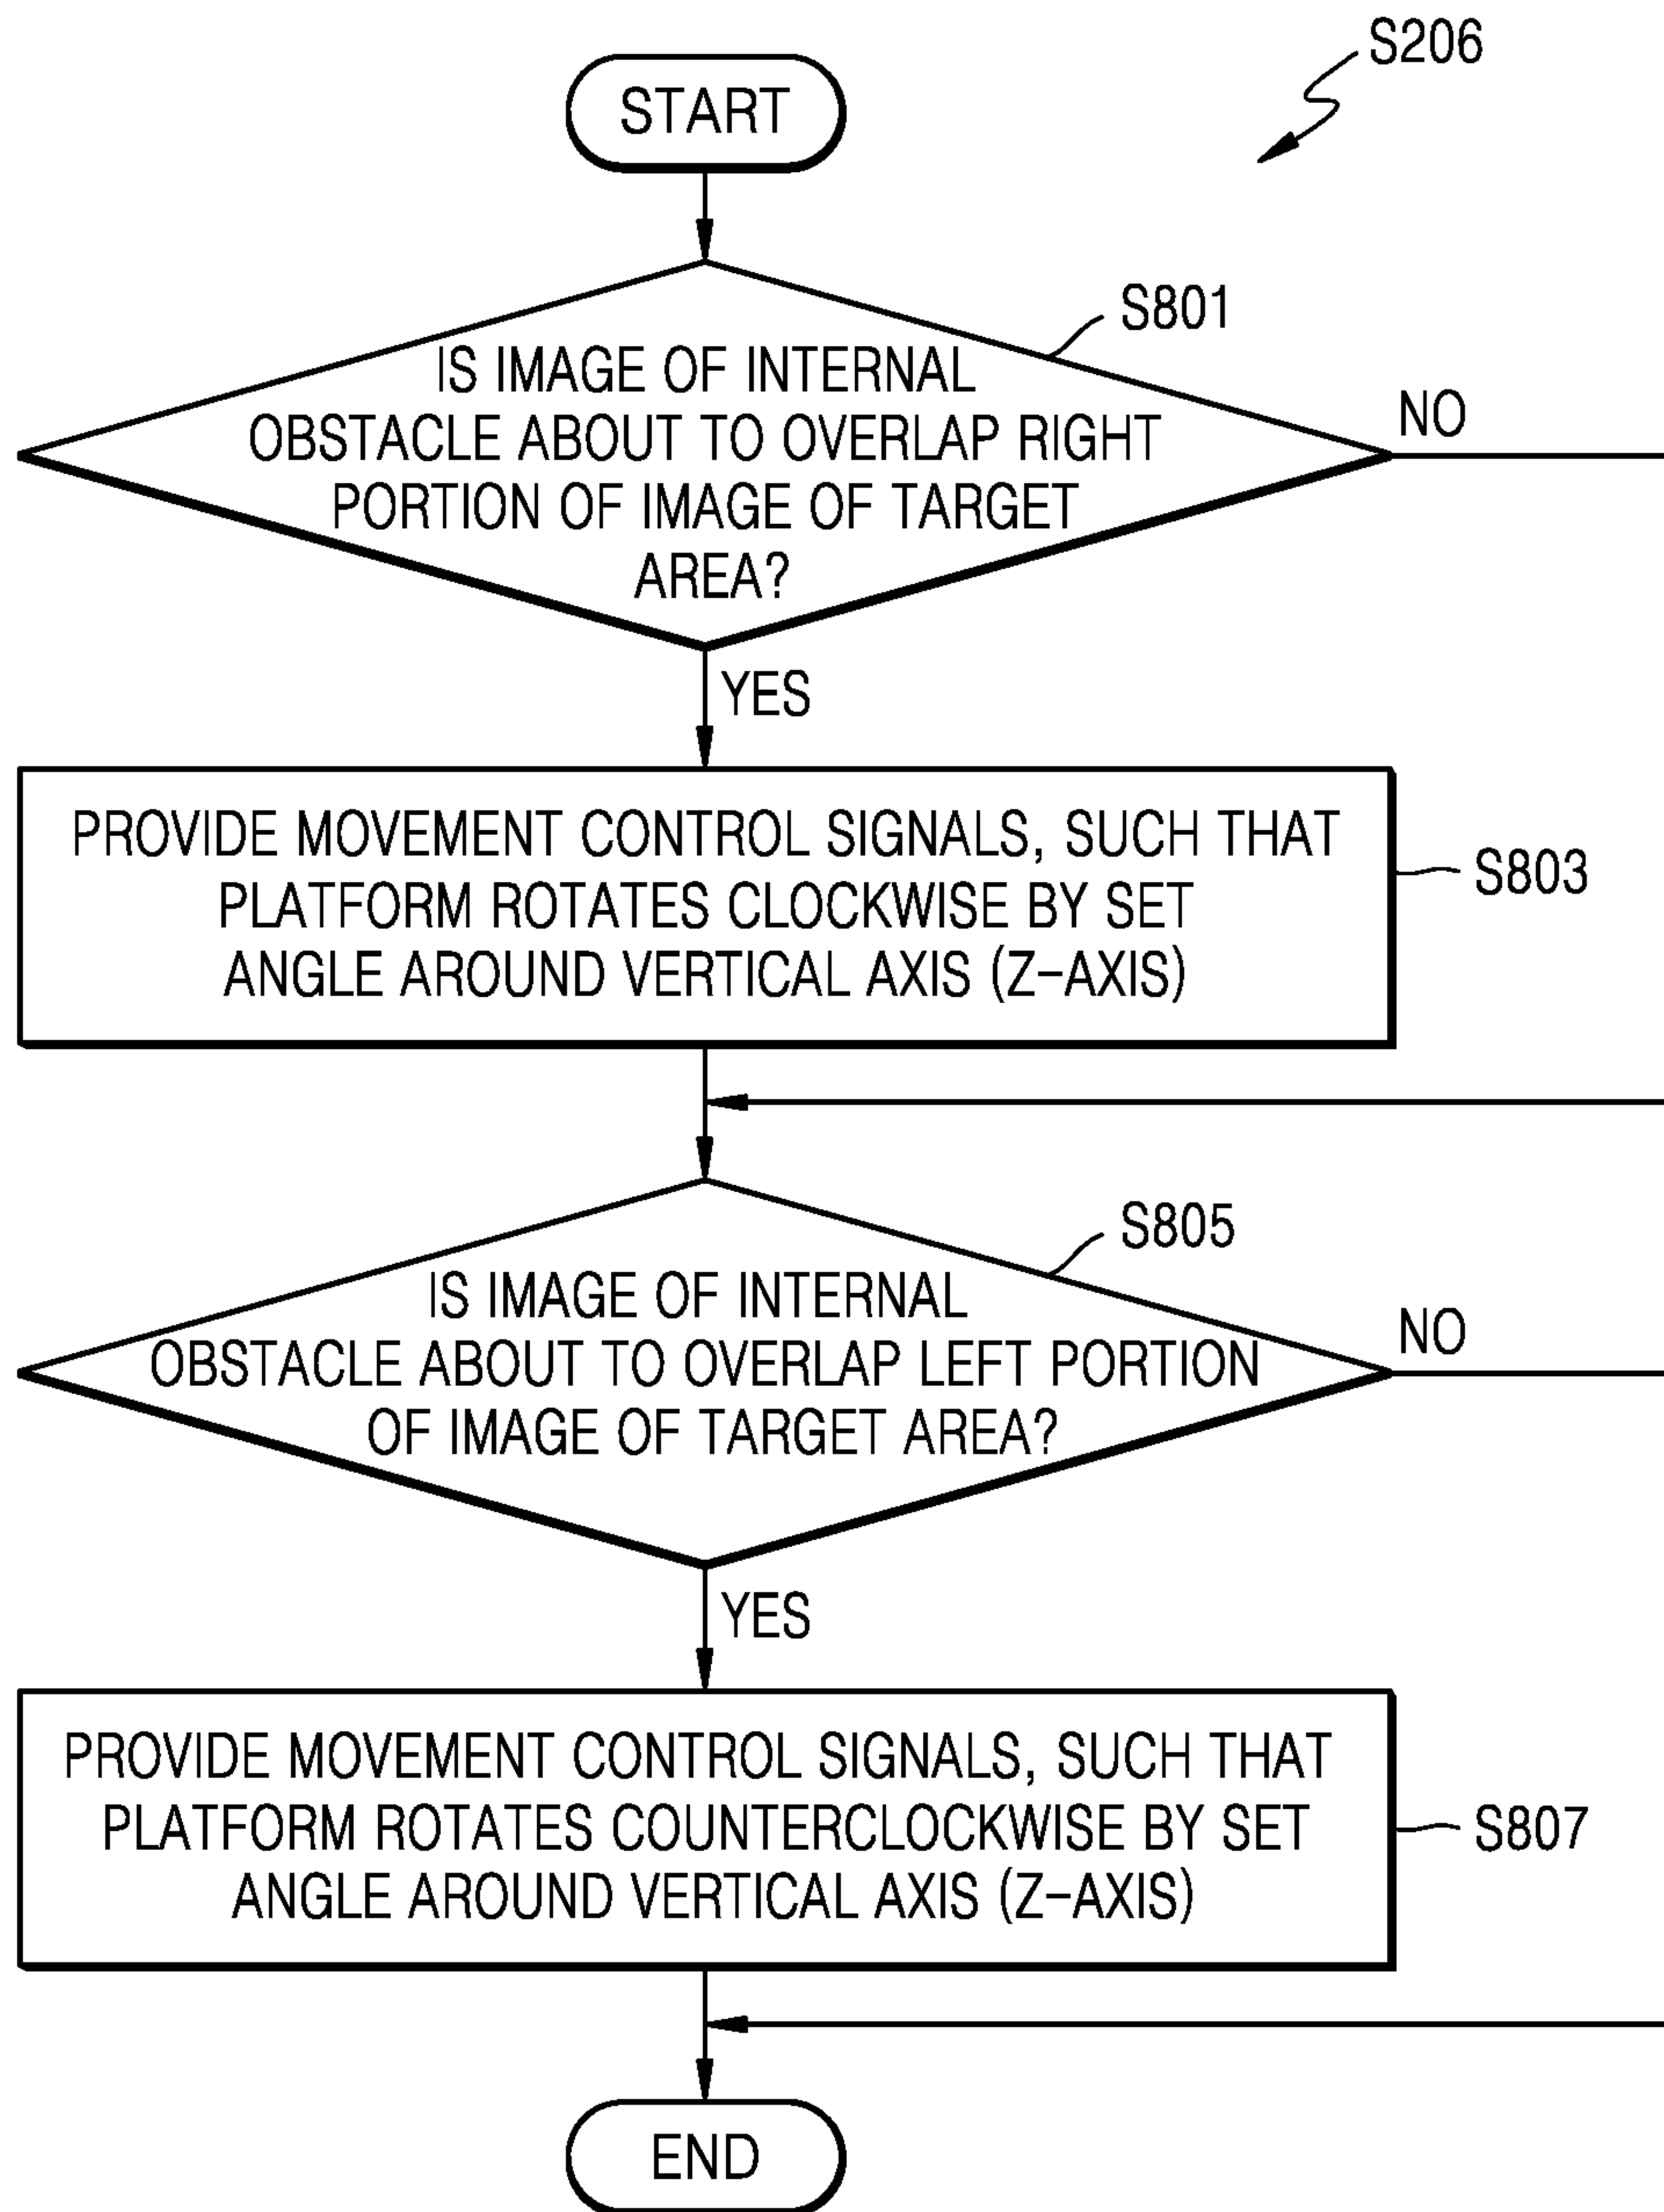 S206
START
S801
IS IMAGE OF INTERNAL
OBSTACLE ABOUT TO OVERLAP RIGHT
PORTION OF IMAGE OF TARGET
AREA?
NO
YES
PROVIDE MOVEMENT CONTROL SIGNALS, SUCH THAT
PLATFORM ROTATES CLOCKWISE BY SET
ANGLE AROUND VERTICAL AXIS (Z-AXIS)
S803
S805
IS IMAGE OF INTERNAL
OBSTACLE ABOUT TO OVERLAP LEFT PORTION
OF IMAGE OF TARGET AREA?
NO
YES
PROVIDE MOVEMENT CONTROL SIGNALS, SUCH THAT
PLATFORM ROTATES COUNTERCLOCKWISE BY SET
ANGLE AROUND VERTICAL AXIS (Z-AXIS)
S807
END